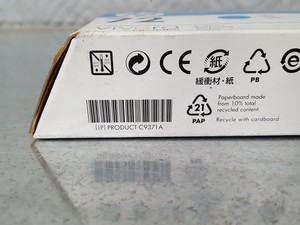 CE
紙
緩衝材・紙
PB
(1P) PRODUCT C9371A
21
PAP
Paperboard made
from 10% total
recycled content.
Recycle with cardboard